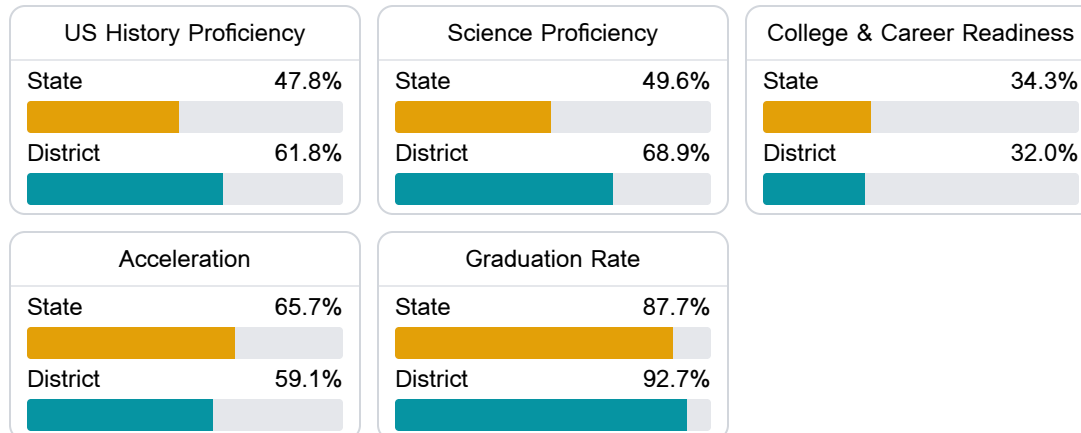 US History Proficiency
State 47.8%
District 61.8%
Science Proficiency
State 49.6%
District 68.9%
College & Career Readiness
State 34.3%
District 32.0%
Acceleration
State 65.7%
District 59.1%
Graduation Rate
State 87.7%
District 92.7%